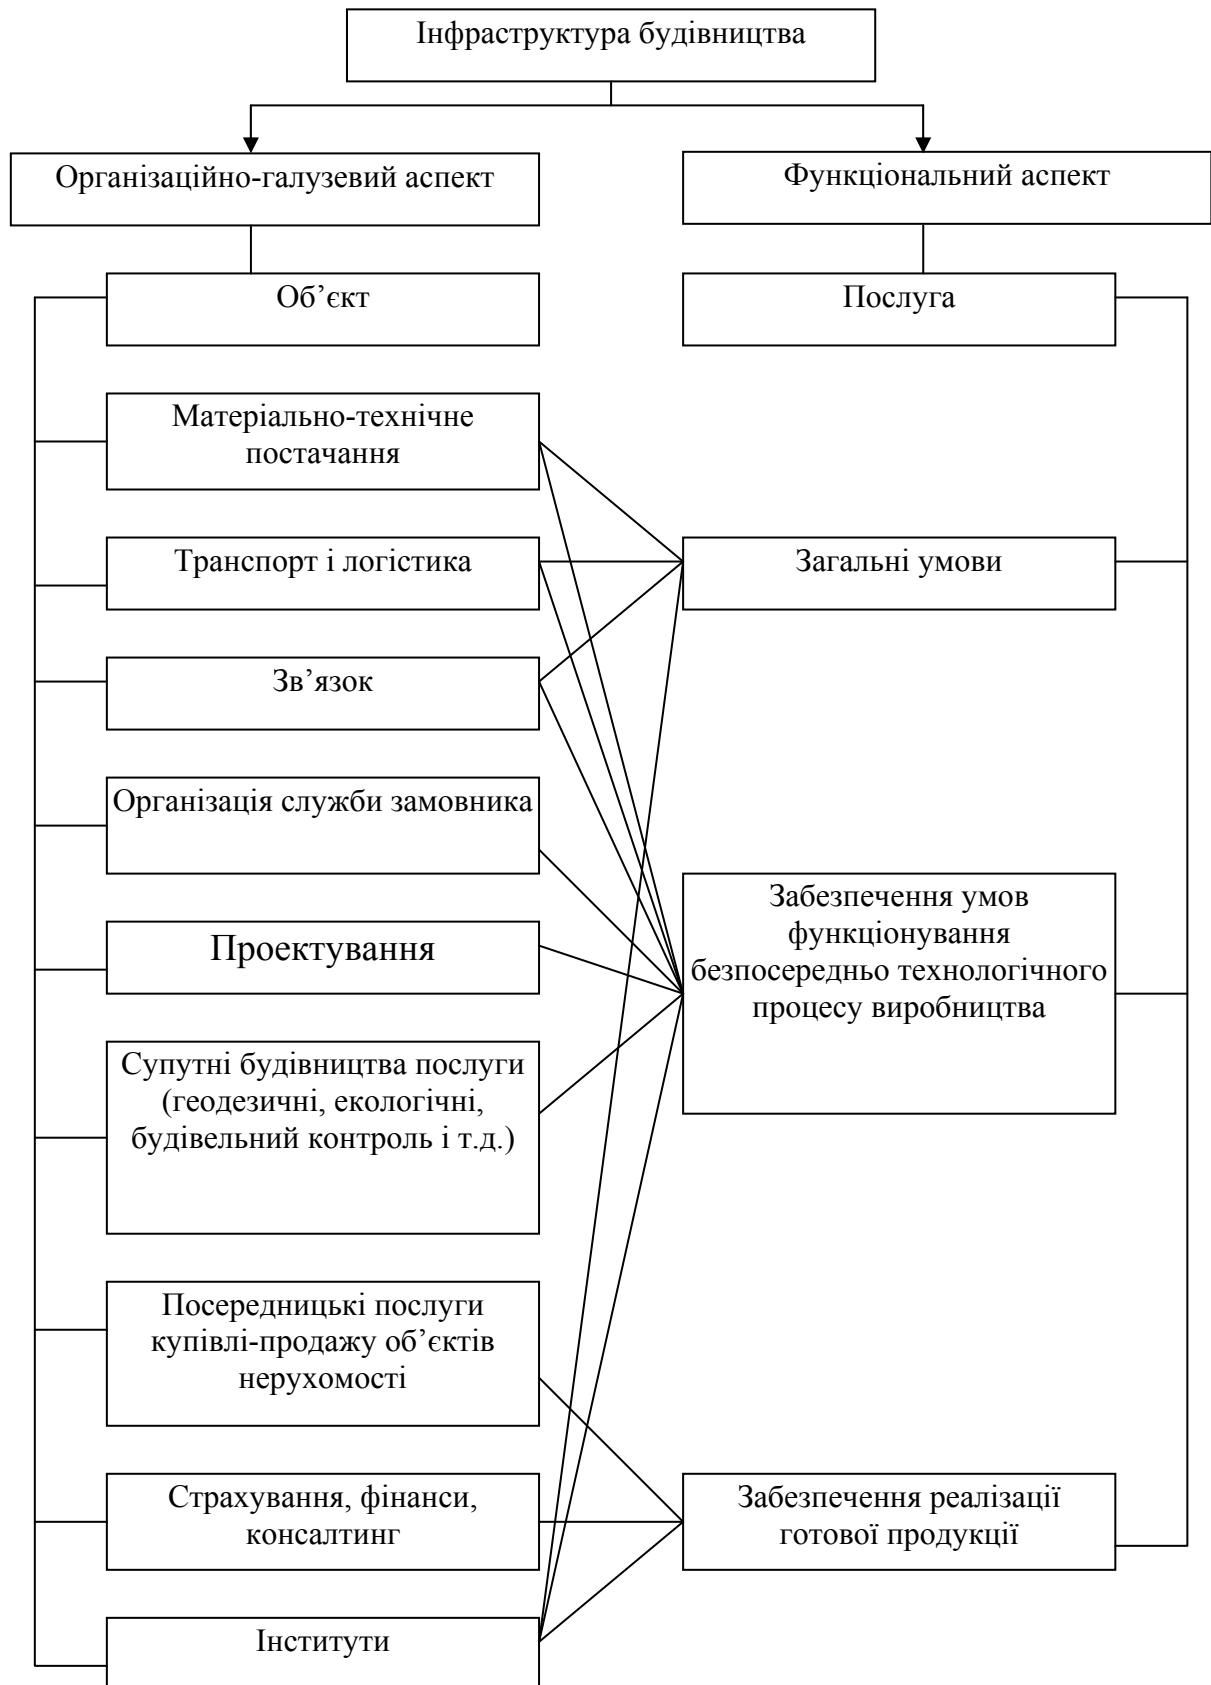 Інфраструктура будівництва
Організаційно-галузевий аспект
Функціональний аспект
Об’єкт
Послуга
Матеріально-технічне
постачання
Транспорт і логістика
Загальні умови
Зв’язок
Організація служби замовника
Проектування
Забезпечення умов
функціонування
безпосередньо технологічного
процесу виробництва
Супутні будівництва послуги
(геодезичні, екологічні,
будівельний контроль і т.д.)
Посередницькі послуги
купівлі-продажу об’єктів
нерухомості
Страхування, фінанси,
консалтинг
Забезпечення реалізації
готової продукції
Інститути